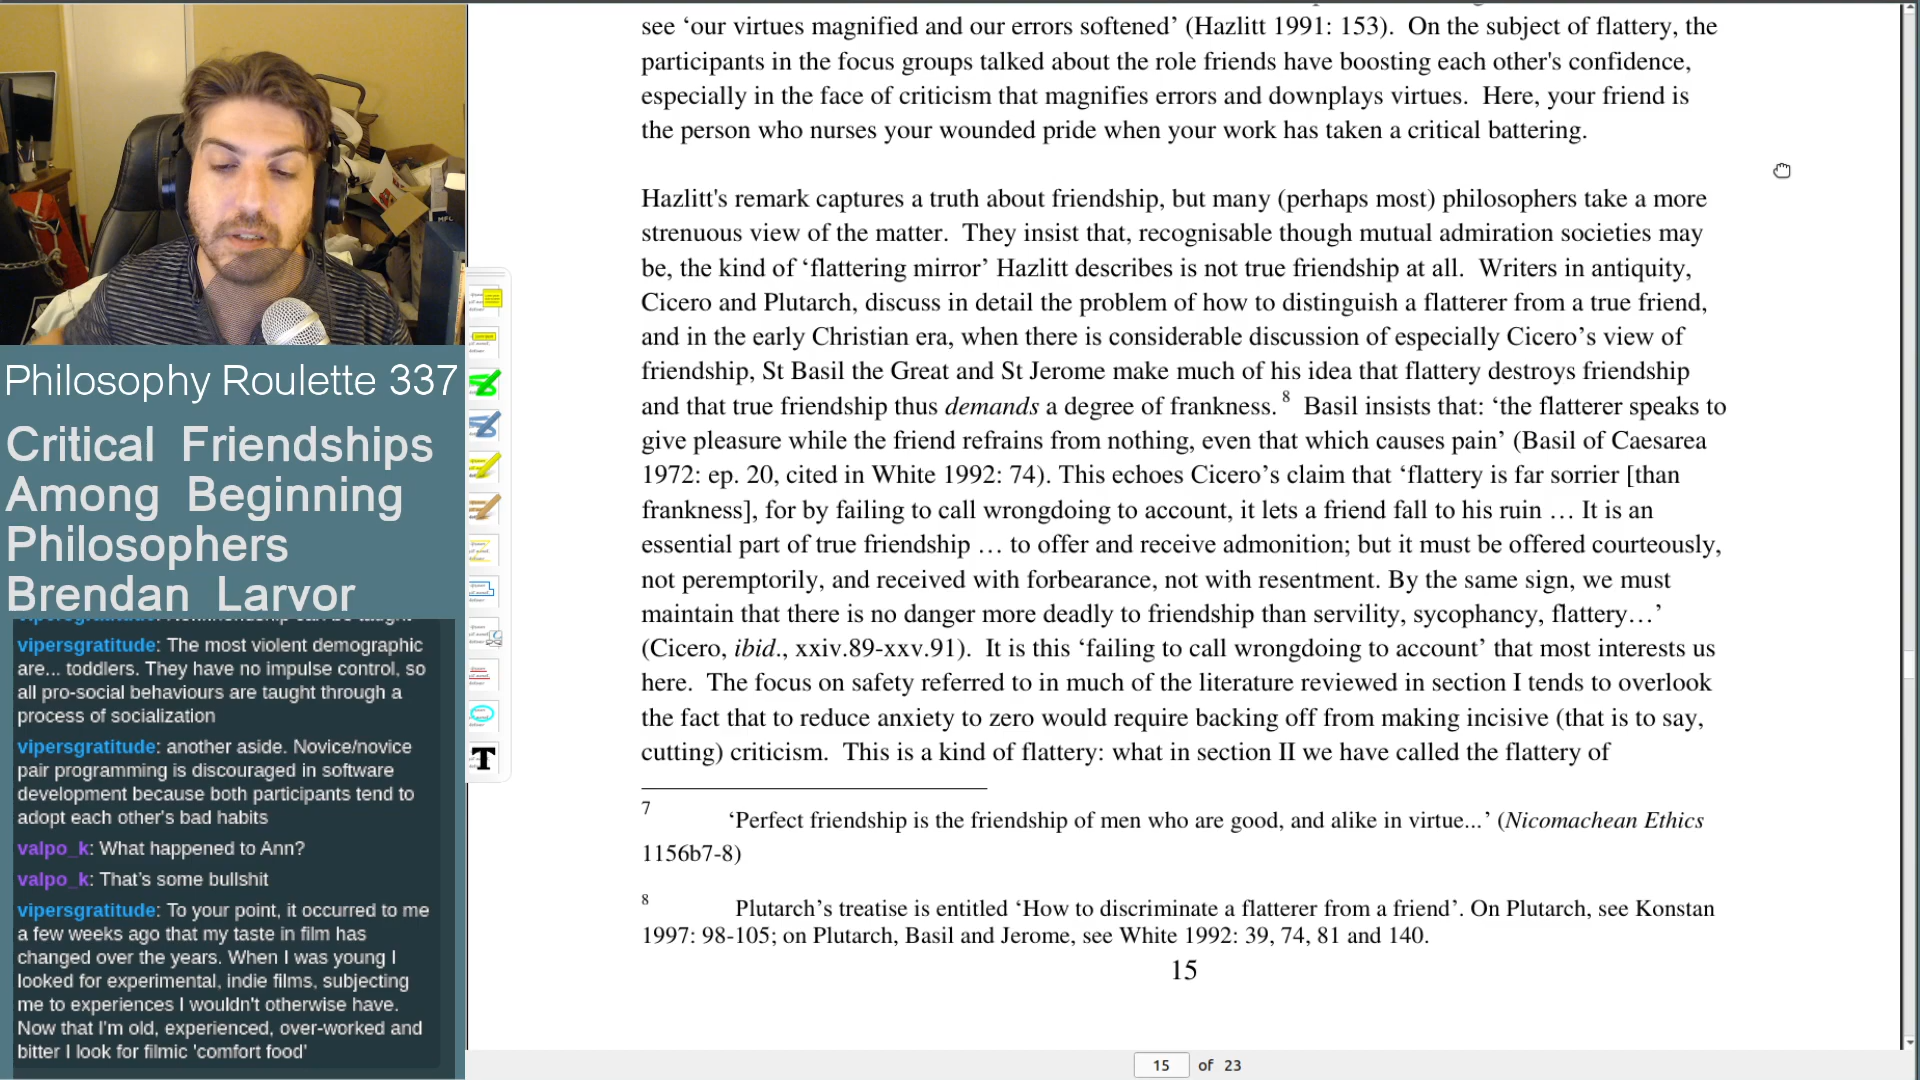 see ‘our virtues magnified and our errors softened’ (Hazlitt 1991: 153).  On the subject of flattery, the
participants in the focus groups talked about the role friends have boosting each other's confidence,
especially in the face of criticism that magnifies errors and downplays virtues.  Here, your friend is
the person who nurses your wounded pride when your work has taken a critical battering.
Hazlitt's remark captures a truth about friendship, but many (perhaps most) philosophers take a more
strenuous view of the matter.  They insist that, recognisable though mutual admiration societies may
be, the kind of ‘flattering mirror’ Hazlitt describes is not true friendship at all.  Writers in antiquity,
Cicero and Plutarch, discuss in detail the problem of how to distinguish a flatterer from a true friend,
and in the early Christian era, when there is considerable discussion of especially Cicero’s view of
friendship, St Basil the Great and St Jerome make much of his idea that flattery destroys friendship
and that true friendship thus demands a degree of frankness. 8  Basil insists that: ‘the flatterer speaks to
give pleasure while the friend refrains from nothing, even that which causes pain’ (Basil of Caesarea
1972: ep. 20, cited in White 1992: 74). This echoes Cicero’s claim that ‘flattery is far sorrier [than
frankness], for by failing to call wrongdoing to account, it lets a friend fall to his ruin … It is an
essential part of true friendship … to offer and receive admonition; but it must be offered courteously,
not peremptorily, and received with forbearance, not with resentment. By the same sign, we must
maintain that there is no danger more deadly to friendship than servility, sycophancy, flattery…’
(Cicero, ibid., xxiv.89-xxv.91).  It is this ‘failing to call wrongdoing to account’ that most interests us
here.  The focus on safety referred to in much of the literature reviewed in section I tends to overlook
the fact that to reduce anxiety to zero would require backing off from making incisive (that is to say,
cutting) criticism.  This is a kind of flattery: what in section II we have called the flattery of
7 ‘Perfect friendship is the friendship of men who are good, and alike in virtue...’ (Nicomachean Ethics
1156b7-8)
8 Plutarch’s treatise is entitled ‘How to discriminate a flatterer from a friend’. On Plutarch, see Konstan
1997: 98-105; on Plutarch, Basil and Jerome, see White 1992: 39, 74, 81 and 140.
15
15 of 23
Philosophy Roulette 337
Critical Friendships
Among Beginning
Philosophers
Brendan Larvor
vipersgratitude: The most violent demographic
are... toddlers. They have no impulse control, so
all pro-social behaviours are taught through a
process of socialization
vipersgratitude: another aside. Novice/novice
pair programming is discouraged in software
development because both participants tend to
adopt each other's bad habits
valpo_k: What happened to Ann?
valpo_k: That's some bullshit
vipersgratitude: To your point, it occurred to me
a few weeks ago that my taste in film has
changed over the years. When I was young I
looked for experimental, indie films, subjecting
me to experiences I wouldn't otherwise have.
Now that I'm old, experienced, over-worked and
bitter I look for filmic 'comfort food'
T